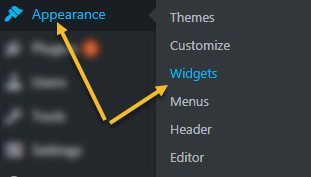 Appearance
Themes
Customize
Widgets
Menus
Header
Editor